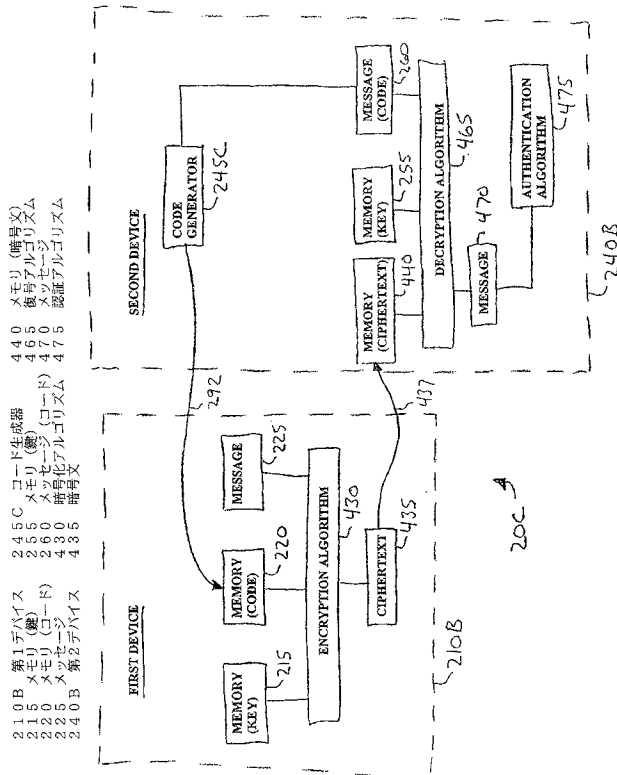 210B 第1デバイス
215 メモリ (鍵)
220 メモリ (コード)
225 メッセージ
240B 第2デバイス
245C コード生成器
255 メモリ (鍵)
260 メッセージ (コード)
430 暗号化アルゴリズム
435 暗号文
440 メモリ (暗号文)
465 復号アルゴリズム
470 メッセージ
475 認証アルゴリズム
FIRST DEVICE
MEMORY
(KEY)
215
MEMORY
(CODE)
220
MESSAGE
225
ENCRYPTION ALGORITHM
430
CIPHERTEXT
435
210B
292
437
SECOND DEVICE
CODE
GENERATOR
245C
MEMORY
(CIPHERTEXT)
440
MEMORY
(KEY)
255
MESSAGE
(CODE)
260
DECRYPTION ALGORITHM
465
MESSAGE
470
AUTHENTICATION
ALGORITHM
475
240B
20C